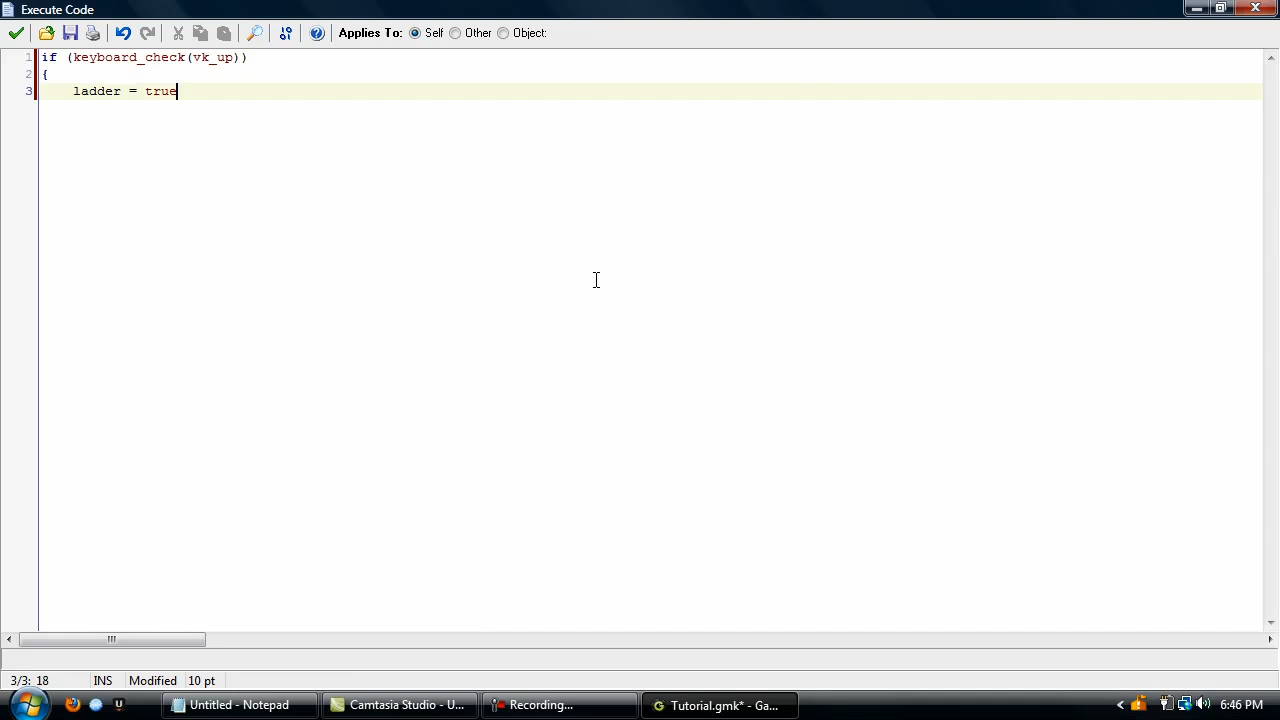 Execute Code
Applies To: Self Other Object:
1 if (keyboard_check(vk_up))
2 {
3 ladder = true
3/3: 18 INS Modified 10 pt
Untitled - Notepad Camtasia Studio - U... Recording... Tutorial.gmk* - Ga... 6:46 PM